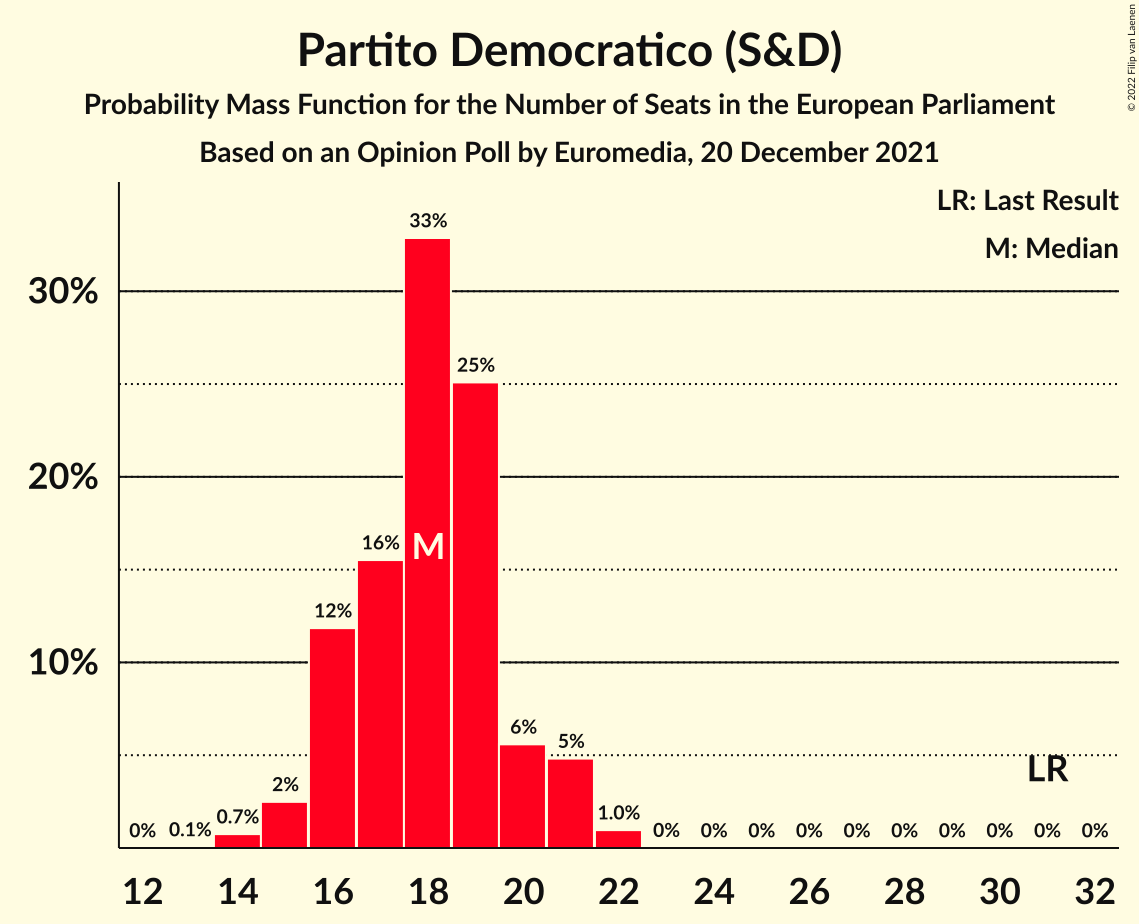 Partito Democratico (S&D)
Probability Mass Function for the Number of Seats in the European Parliament
Based on an Opinion Poll by Euromedia, 20 December 2021
© 2022 Filip van Laenen
LR: Last Result
M: Median
30%
20%
10%
0%
0.1%
0.7%
2%
12%
16%
33%
M
25%
6%
5%
1.0%
0%
0%
0%
0%
0%
0%
0%
0%
0%
0%
LR
12 14 16 18 20 22 24 26 28 30 32